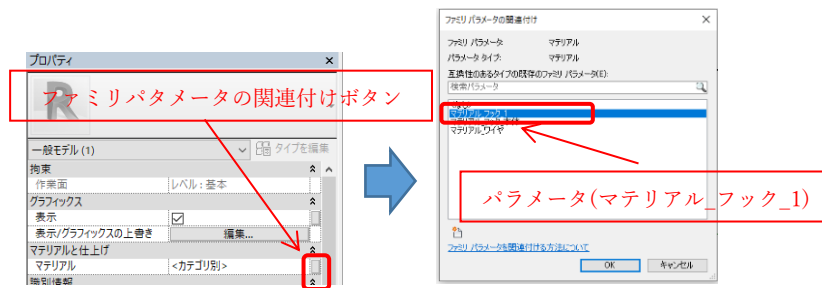 プロパティ
ファミリパタメータの関連付けボタン
一般モデル (1)
タイプを編集
拘束
作業面
レベル : 基本
グラフィックス
表示
表示/グラフィックスの上書き
編集...
マテリアルと仕上げ
マテリアル
<カテゴリ別>
識別情報
ファミリ パラメータの関連付け
ファミリ パラメータ:
マテリアル
パラメータ タイプ:
マテリアル
互換性のあるタイプの既存のファミリ パラメータ(E):
検索パラメータ
マテリアル_フック_1
マテリアル_ワイヤ
パラメータ(マテリアル_フック_1)
ファミリ パラメータを関連付ける方法について
OK
キャンセル